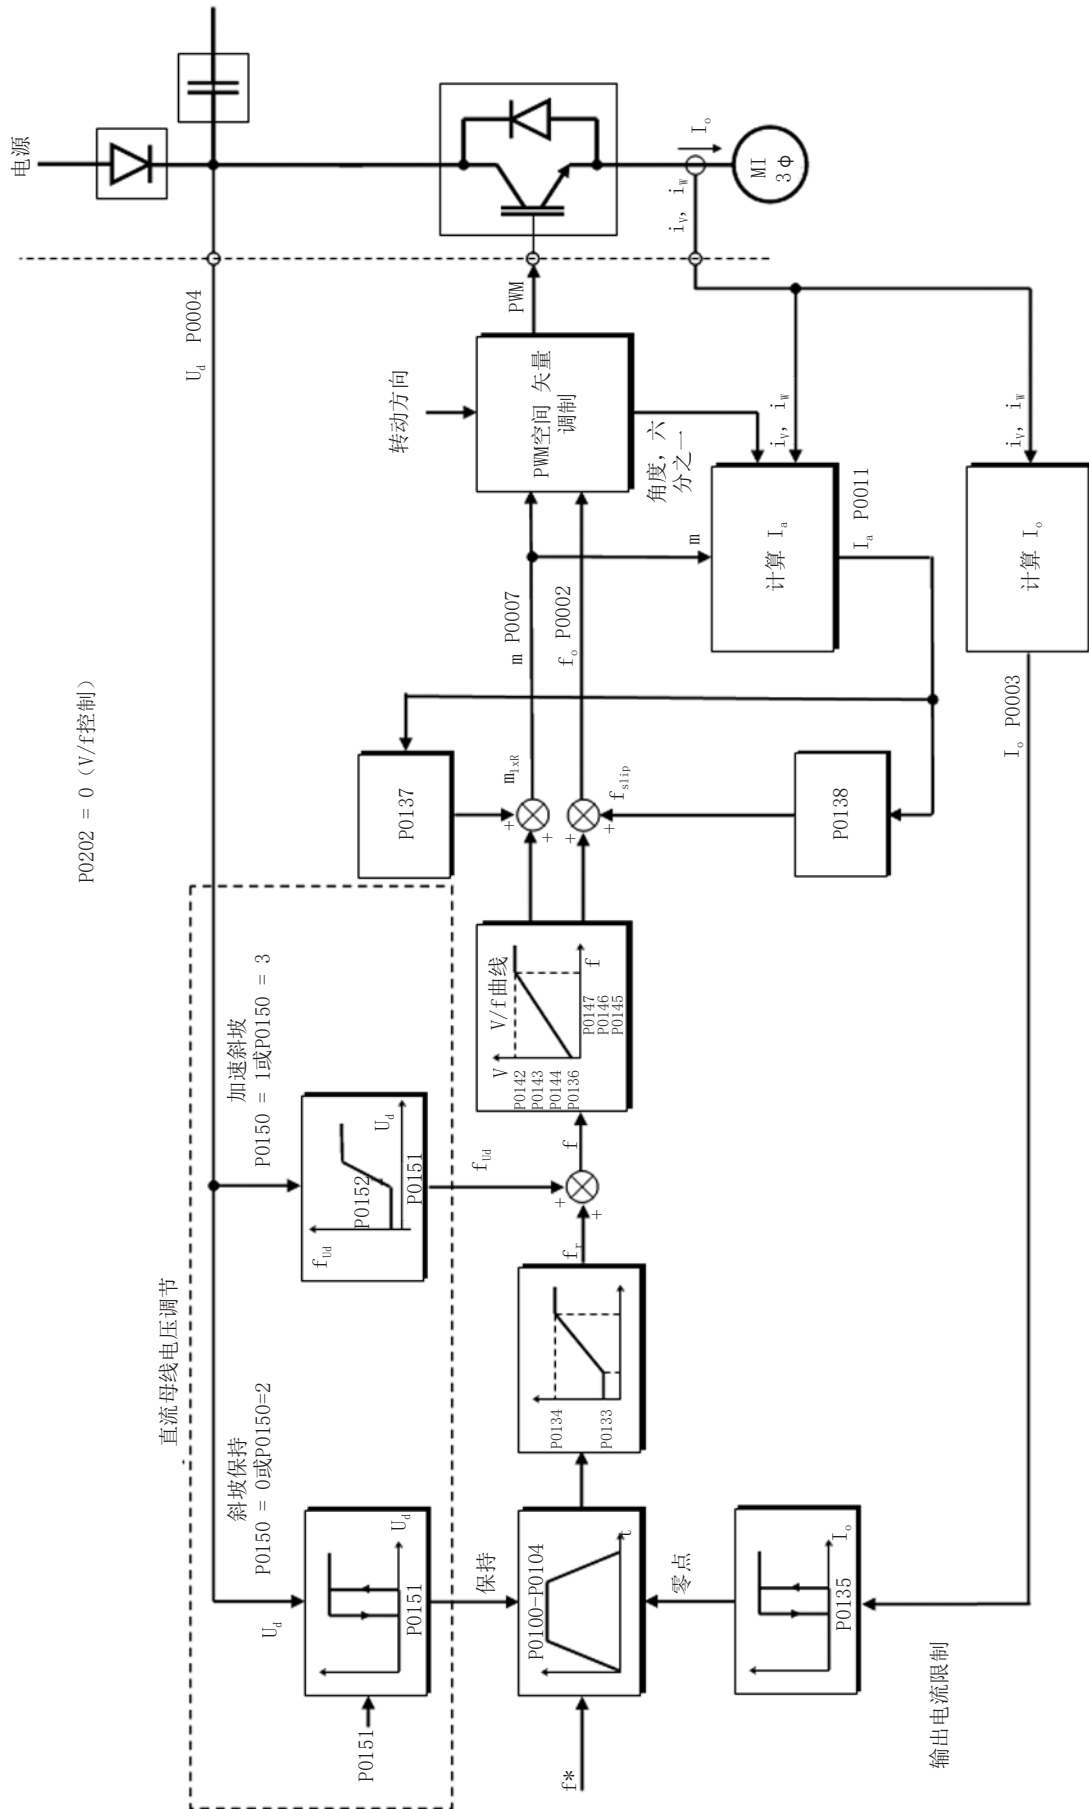 P0202 = 0 (V/f控制)
直流母线电压调节
斜坡保持
P0150 = 0或P0150=2
加速斜坡
P0150 = 1或P0150 = 3
U_d P0004
电源
U_d
U_d
P0151
P0151
保持
f_Ud
P0152
U_d
P0151
f_Ud
f*
P0100-P0104
t
P0134
P0133
f_r
+
+
f
V/f曲线
V
f
P0142
P0143
P0144
P0136
P0147
P0146
P0145
P0137
m_IxR
+
+
m P0007
+
+
f_o P0002
f_slip
P0138
转动方向
PWM空间 矢量
调制
PWM
角度, 六
分之一
m
i_V, i_W
计算 I_a
I_a P0011
i_V, i_W
I_o
MI
3Φ
i_V, i_W
计算 I_o
I_o P0003
零点
I_o
P0135
输出电流限制